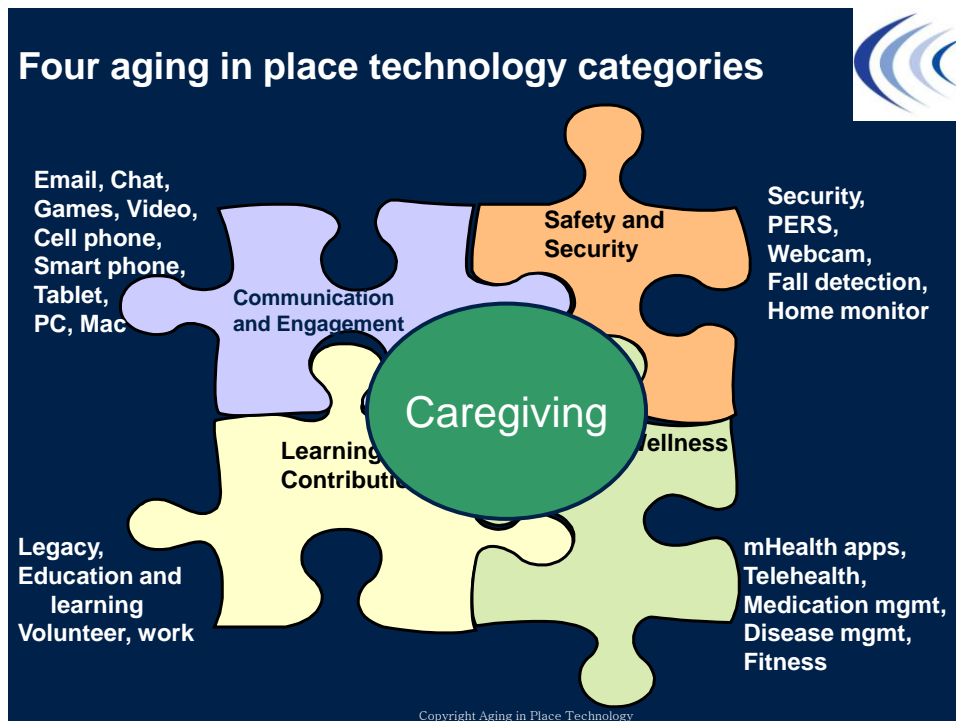 Four aging in place technology categories
Email, Chat,
Games, Video,
Cell phone,
Smart phone,
Tablet,
PC, Mac
Communication
and Engagement
Safety and
Security
Security,
PERS,
Webcam,
Fall detection,
Home monitor
Caregiving
Learning
Legacy,
Education and
learning
Volunteer, work
mHealth apps,
Telehealth,
Medication mgmt,
Disease mgmt,
Fitness
Copyright Aging in Place Technology